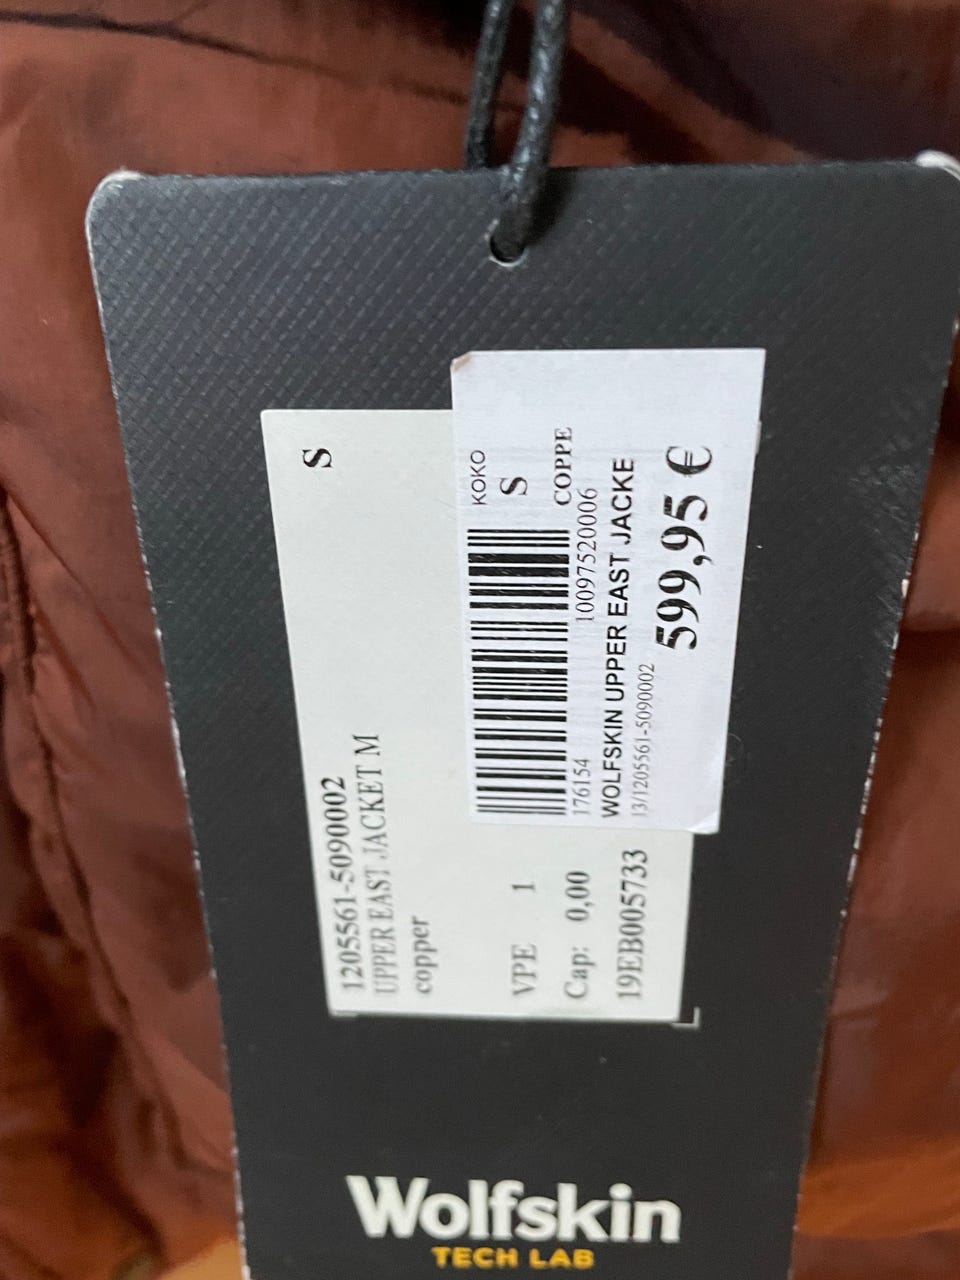 S
1205561-5090002
UPPER EAST JACKET M
copper
VPE 1
Cap: 0,00
19EB005733
KOKO
S
COPPE
176154 10097520006
WOLFSKIN UPPER EAST JACKE
13/1205561-5090002
599,95 €
Wolfskin
TECH LAB